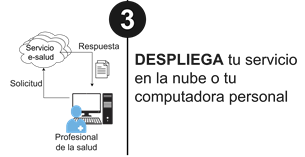 3
Servicio
e-salud
Respuesta
Solicitud
Profesional
de la salud
DESPLIEGA tu servicio
en la nube o tu
computadora personal